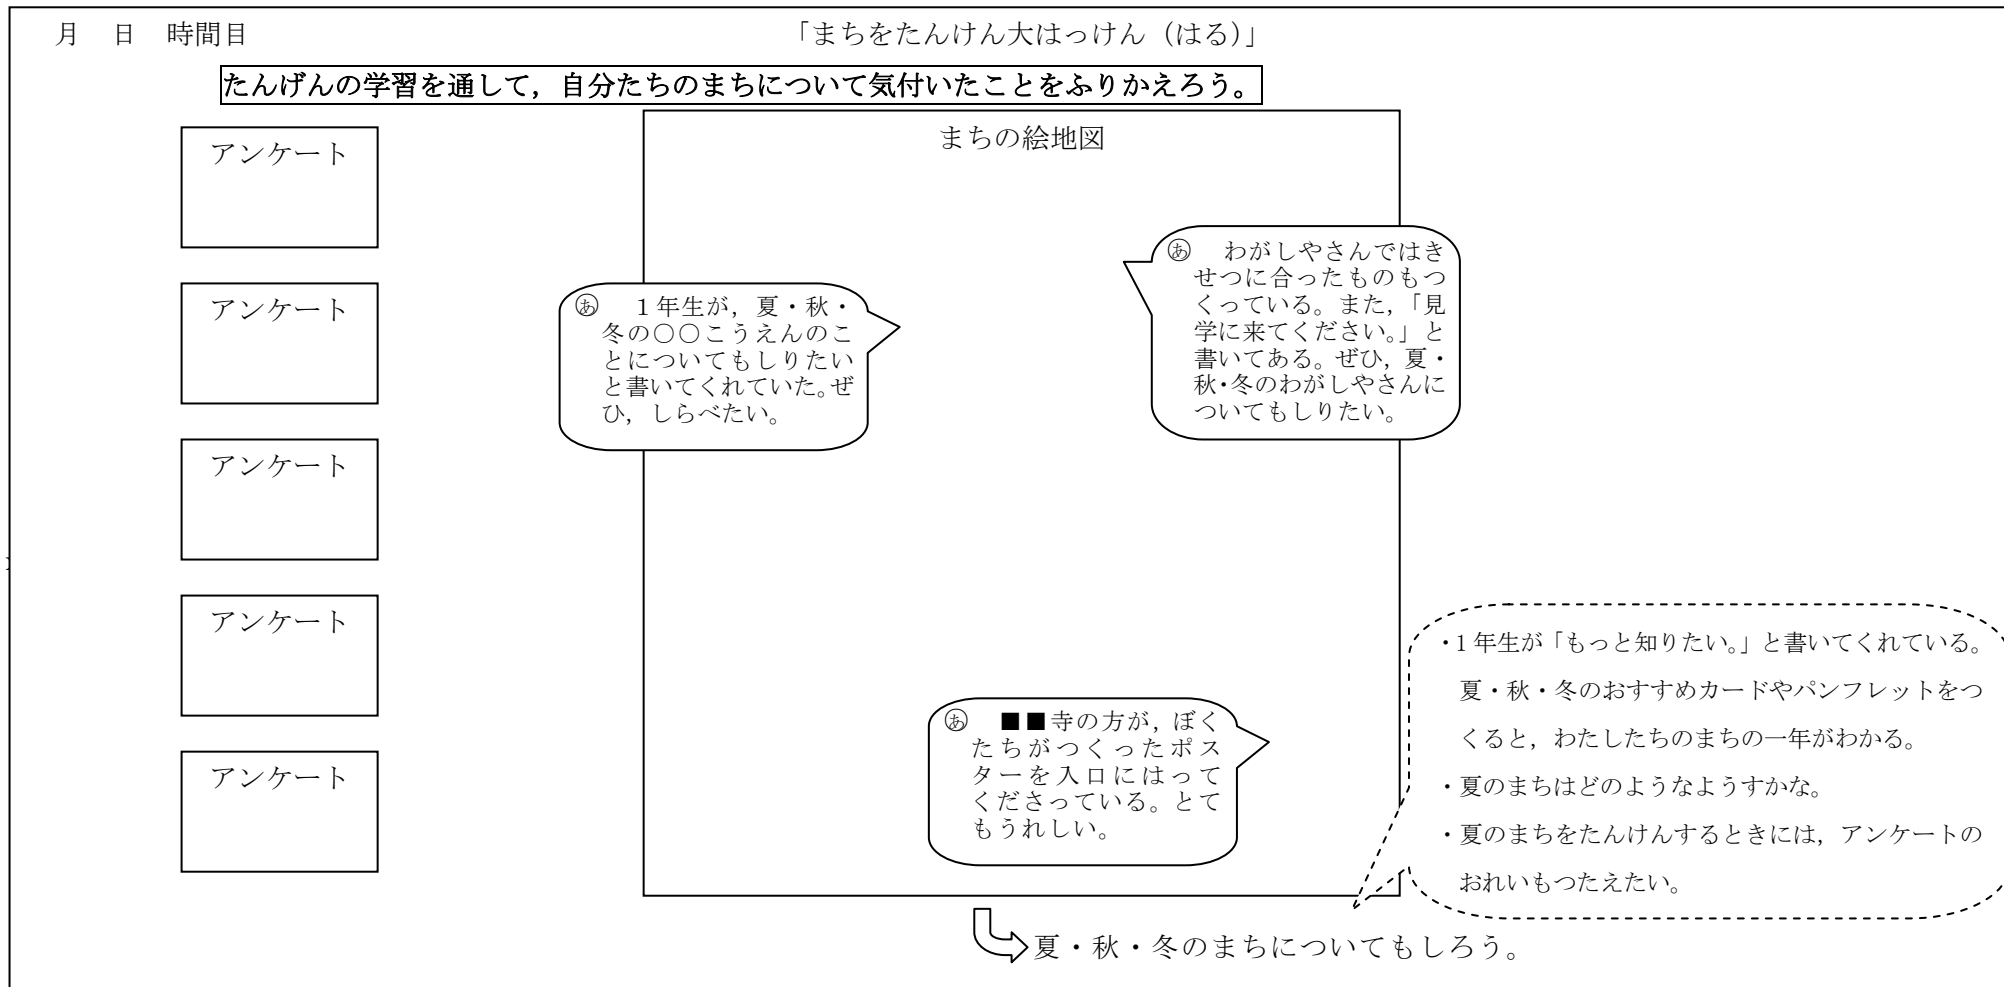 月　日　時間目
「まちをたんけん大はっけん（はる）」
たんげんの学習を通して，自分たちのまちについて気付いたことをふりかえろう。
アンケート
アンケート
アンケート
アンケート
アンケート
まちの絵地図
あ　１年生が，夏・秋・
冬の〇〇こうえんのこ
とについてもしりたい
と書いてくれていた。ぜ
ひ，しらべたい。
あ　わがしやさんではき
せつに合ったものもつ
くっている。また，「見
学に来てください。」と
書いてある。ぜひ，夏・
秋・冬のわがしやさんに
ついてもしりたい。
あ　■■寺の方が，ぼく
たちがつくったポス
ターを入口にはって
くださっている。とて
もうれしい。
・1年生が「もっと知りたい。」と書いてくれている。
夏・秋・冬のおすすめカードやパンフレットをつ
くると，わたしたちのまちの一年がわかる。
・夏のまちはどのようなようすかな。
・夏のまちをたんけんするときには，アンケートの
おれいもつたえたい。
夏・秋・冬のまちについてもしろう。